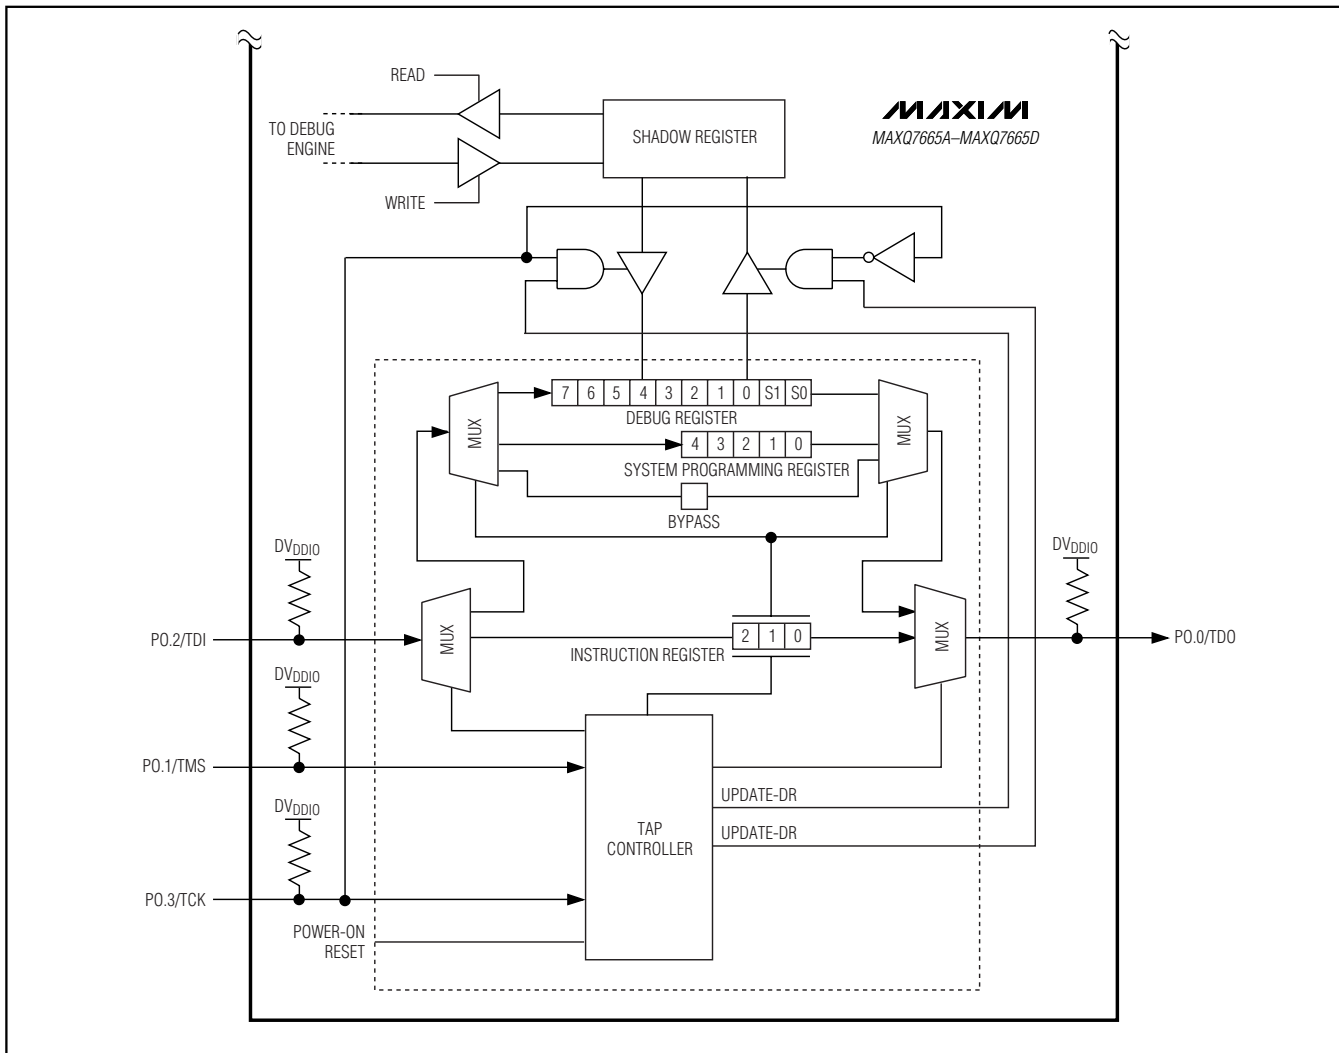 READ
TO DEBUG
ENGINE
WRITE
SHADOW REGISTER
MAXIM
MAXQ7665A–MAXQ7665D
MUX
7 6 5 4 3 2 1 0 S1 S0
DEBUG REGISTER
4 3 2 1 0
SYSTEM PROGRAMMING REGISTER
BYPASS
MUX
DVDDIO
P0.2/TDI
MUX
2 1 0
INSTRUCTION REGISTER
MUX
DVDDIO
P0.0/TDO
DVDDIO
P0.1/TMS
DVDDIO
P0.3/TCK
POWER-ON
RESET
TAP
CONTROLLER
UPDATE-DR
UPDATE-DR